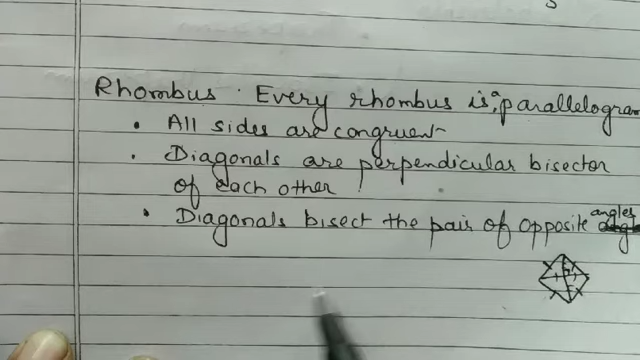 Rhombus : Every rhombus is a parallelogram
• All sides are congruent
• Diagonals are perpendicular bisector
of each other
• Diagonals bisect the pair of opposite angles